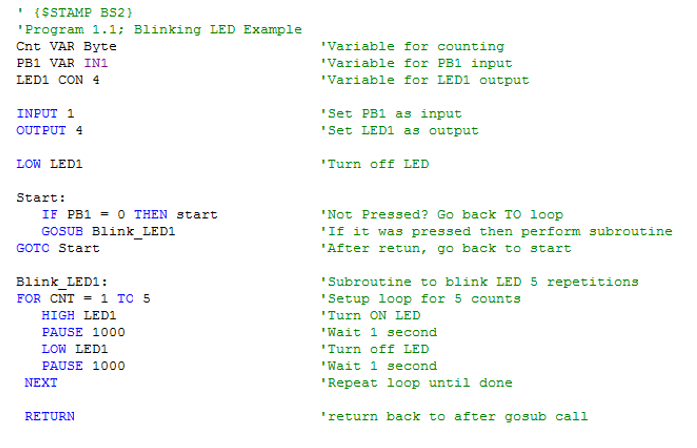 ' {$STAMP BS2}
'Program 1.1; Blinking LED Example
Cnt VAR Byte 'Variable for counting
PB1 VAR IN1 'Variable for PB1 input
LED1 CON 4 'Variable for LED1 output
INPUT 1 'Set PB1 as input
OUTPUT 4 'Set LED1 as output
LOW LED1 'Turn off LED
Start:
IF PB1 = 0 THEN start 'Not Pressed? Go back TO loop
GOSUB Blink_LED1 'If it was pressed then perform subroutine
GOTO Start 'After retun, go back to start
Blink_LED1: 'Subroutine to blink LED 5 repetitions
FOR CNT = 1 TO 5 'Setup loop for 5 counts
HIGH LED1 'Turn ON LED
PAUSE 1000 'Wait 1 second
LOW LED1 'Turn off LED
PAUSE 1000 'Wait 1 second
NEXT 'Repeat loop until done
RETURN 'return back to after gosub call